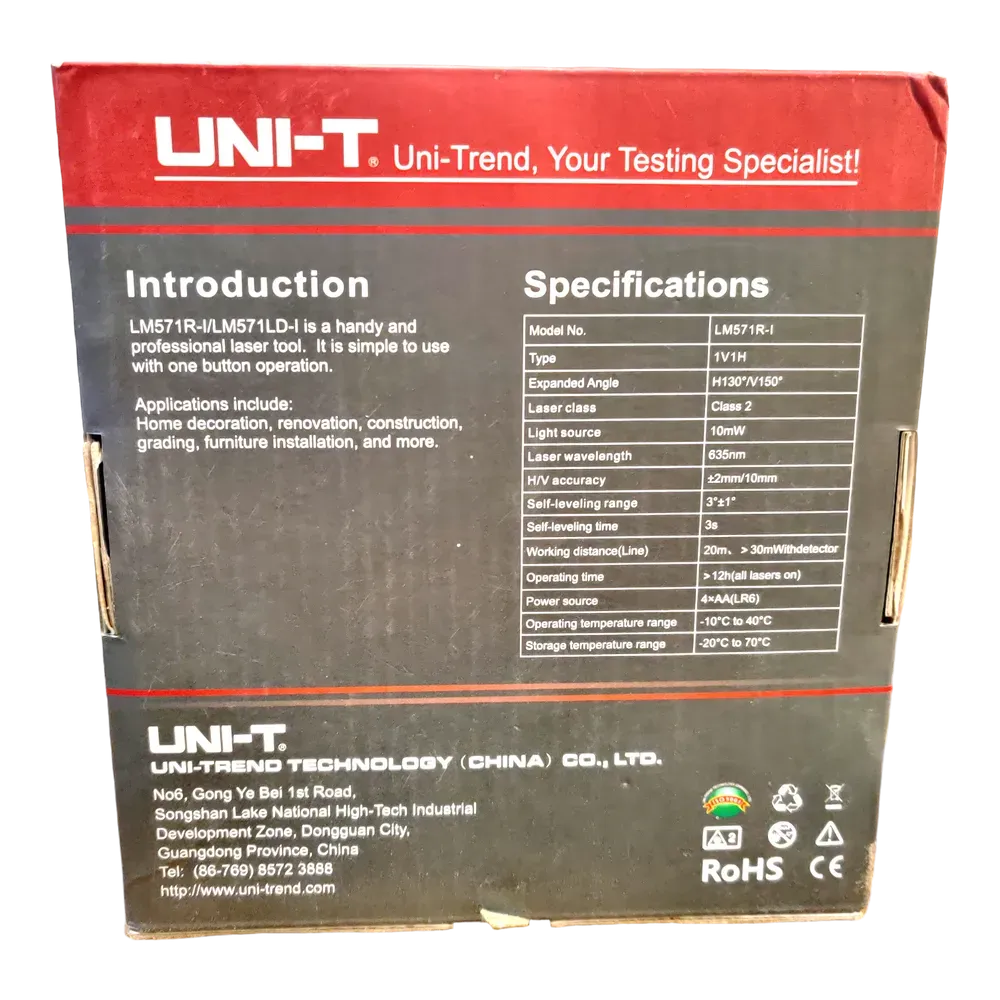 UNI-T® Uni-Trend, Your Testing Specialist!
Introduction
LM571R-I/LM571LD-I is a handy and
professional laser tool. It is simple to use
with one button operation.
Applications include:
Home decoration, renovation, construction,
grading, furniture installation, and more.
Specifications
Model No. LM571R-I
Type 1V1H
Expanded Angle H130°/V150°
Laser class Class 2
Light source 10mW
Laser wavelength 635nm
H/V accuracy ±2mm/10mm
Self-leveling range 3°±1°
Self-leveling time 3s
Working distance(Line) 20m、>30mWithdetector
Operating time >12h(all lasers on)
Power source 4×AA(LR6)
Operating temperature range -10°C to 40°C
Storage temperature range -20°C to 70°C
UNI-T®
UNI-TREND TECHNOLOGY (CHINA) CO., LTD.
No6, Gong Ye Bei 1st Road,
Songshan Lake National High-Tech Industrial
Development Zone, Dongguan City,
Guangdong Province, China
Tel: (86-769) 8572 3888
http://www.uni-trend.com
2
RoHS CE